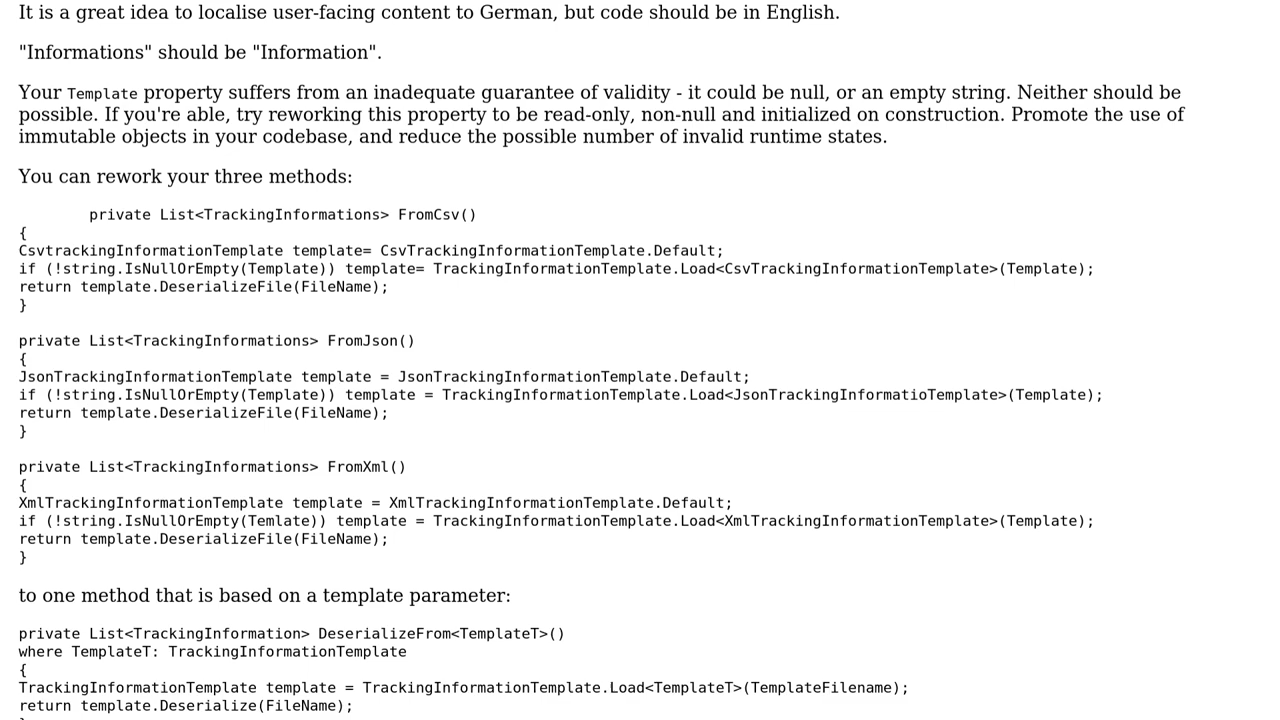 It is a great idea to localise user-facing content to German, but code should be in English.
"Informations" should be "Information".
Your Template property suffers from an inadequate guarantee of validity - it could be null, or an empty string. Neither should be
possible. If you're able, try reworking this property to be read-only, non-null and initialized on construction. Promote the use of
immutable objects in your codebase, and reduce the possible number of invalid runtime states.
You can rework your three methods:
private List<TrackingInformations> FromCsv()
{
CsvtrackingInformationTemplate template= CsvTrackingInformationTemplate.Default;
if (!string.IsNullOrEmpty(Template)) template= TrackingInformationTemplate.Load<CsvTrackingInformationTemplate>(Template);
return template.DeserializeFile(FileName);
}
private List<TrackingInformations> FromJson()
{
JsonTrackingInformationTemplate template = JsonTrackingInformationTemplate.Default;
if (!string.IsNullOrEmpty(Template)) template = TrackingInformationTemplate.Load<JsonTrackingInformatioTemplate>(Template);
return template.DeserializeFile(FileName);
}
private List<TrackingInformations> FromXml()
{
XmlTrackingInformationTemplate template = XmlTrackingInformationTemplate.Default;
if (!string.IsNullOrEmpty(Temlate)) template = TrackingInformationTemplate.Load<XmlTrackingInformationTemplate>(Template);
return template.DeserializeFile(FileName);
}
to one method that is based on a template parameter:
private List<TrackingInformation> DeserializeFrom<TemplateT>()
where TemplateT: TrackingInformationTemplate
{
TrackingInformationTemplate template = TrackingInformationTemplate.Load<TemplateT>(TemplateFilename);
return template.Deserialize(FileName);